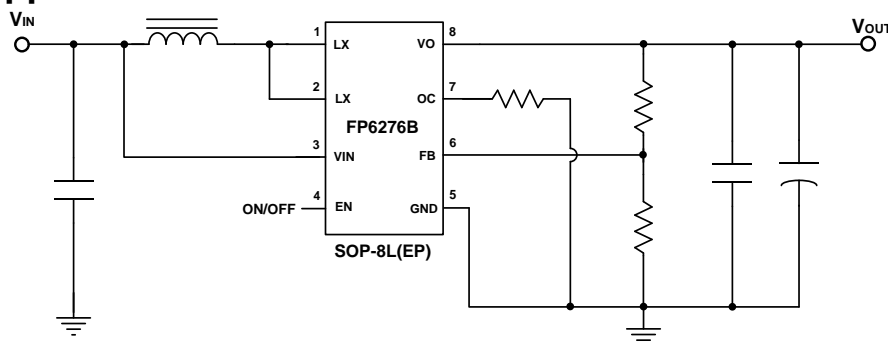 VIN
VOUT
1 LX VO 8
2 LX OC 7
FP6276B
3 VIN FB 6
4 EN GND 5
ON/OFF
SOP-8L(EP)